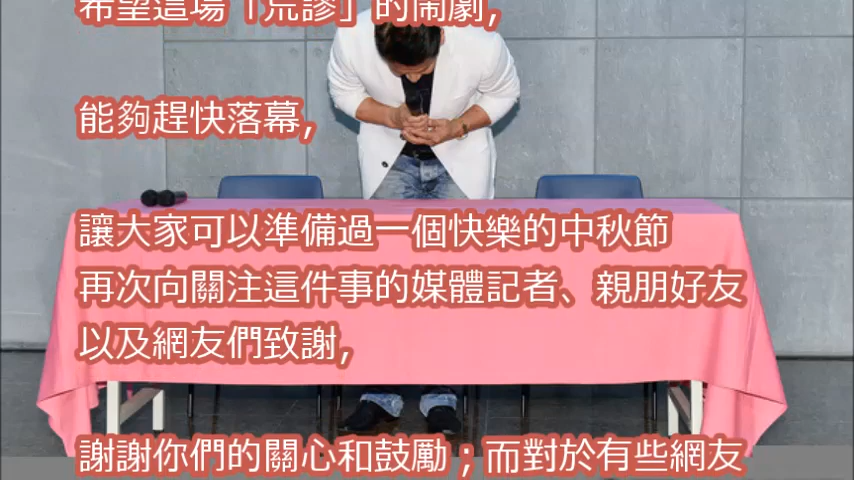 希望這場「荒謬」的鬧劇,
能夠趕快落幕,
讓大家可以準備過一個快樂的中秋節
再次向關注這件事的媒體記者、親朋好友
以及網友們致謝,
謝謝你們的關心和鼓勵；而對於有些網友